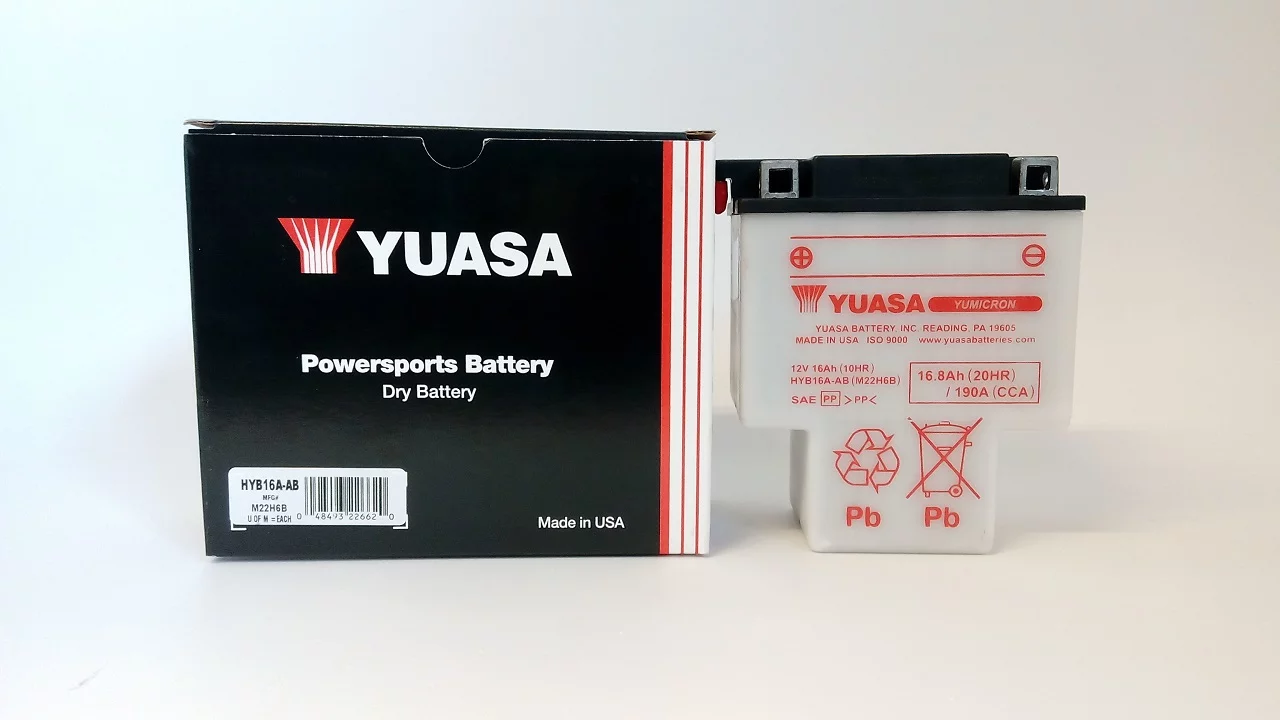 YUASA
Powersports Battery
Dry Battery
HYB16A-AB
MFG#
M22H6B
U OF M = EACH
0 48493 22662 0
Made in USA
YUASA YUMICRON
YUASA BATTERY, INC. READING, PA 19605
MADE IN USA ISO 9000 www.yuasabatteries.com
12V 16Ah (10HR)
HYB16A-AB (M22H6B)
SAE PP >PP<
16.8Ah (20HR)
/ 190A (CCA)
Pb Pb